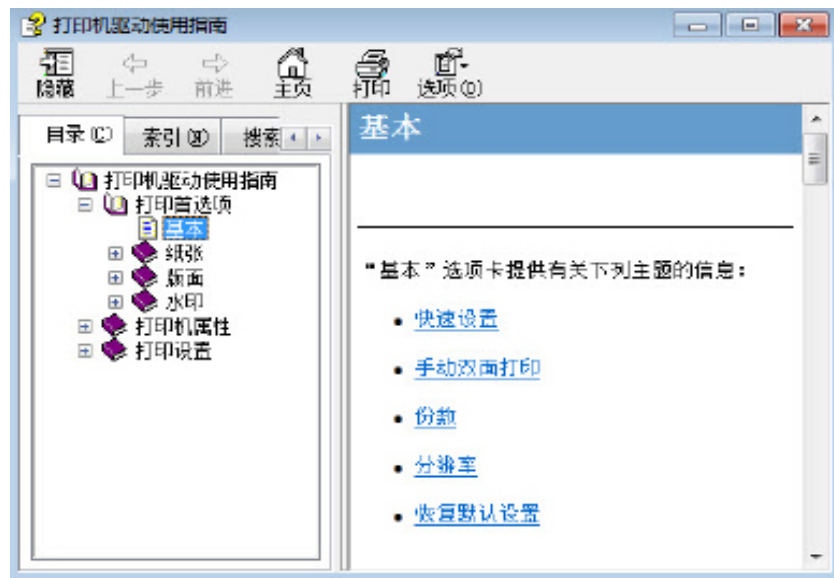 打印机驱动使用指南
隐藏 上一步 前进 主页 打印 选项(O)
目录(C) 索引(N) 搜索
打印机驱动使用指南
打印首选项
基本
纸张
版面
水印
打印机属性
打印设置
基本
“基本”选项卡提供有关下列主题的信息：
• 快速设置
• 手动双面打印
• 份数
• 分辨率
• 恢复默认设置